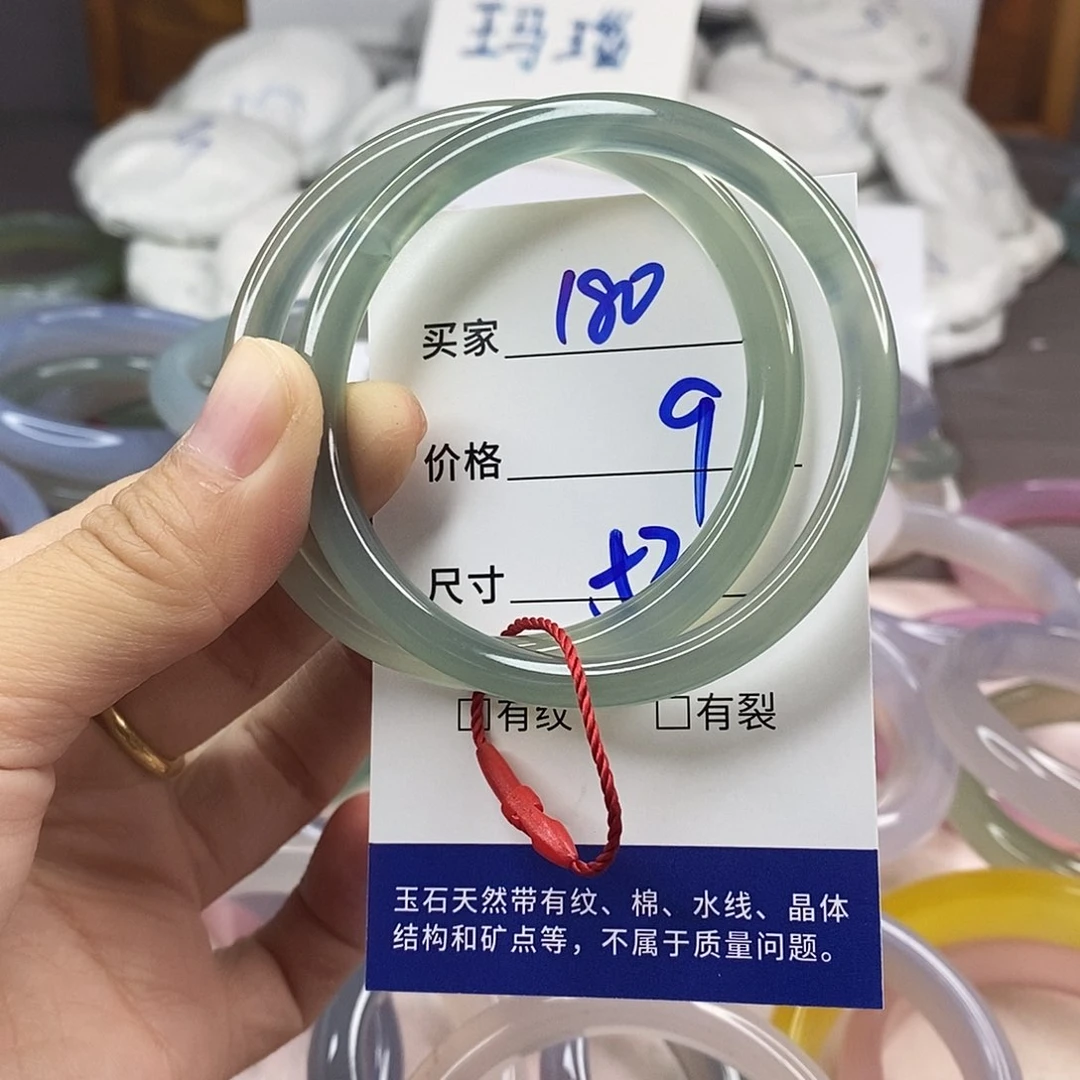 玛瑙
买家 180
价格 9
尺寸
□有纹 □有裂
玉石天然带有纹、棉、水线、晶体
结构和矿点等，不属于质量问题。